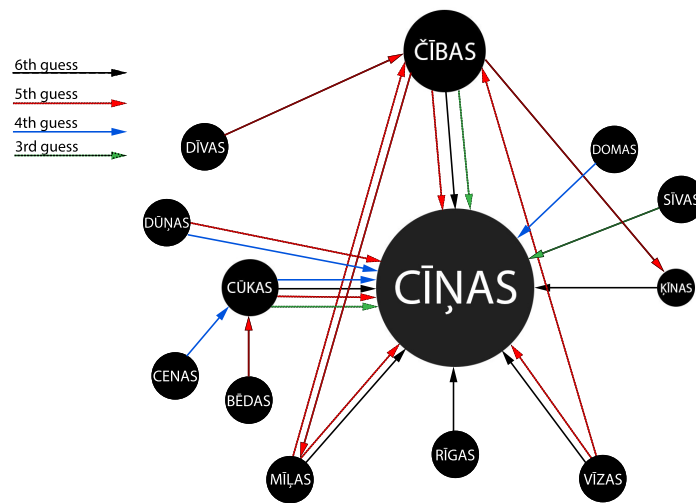 ČĪBAS
6th guess
5th guess
4th guess
3rd guess
DĪVAS
DOMAS
SĪVAS
DŪŅAS
CŪKAS
CĪŅAS
ĶĪNAS
CENAS
BĒDAS
MĪĻAS
RĪGAS
VĪZAS